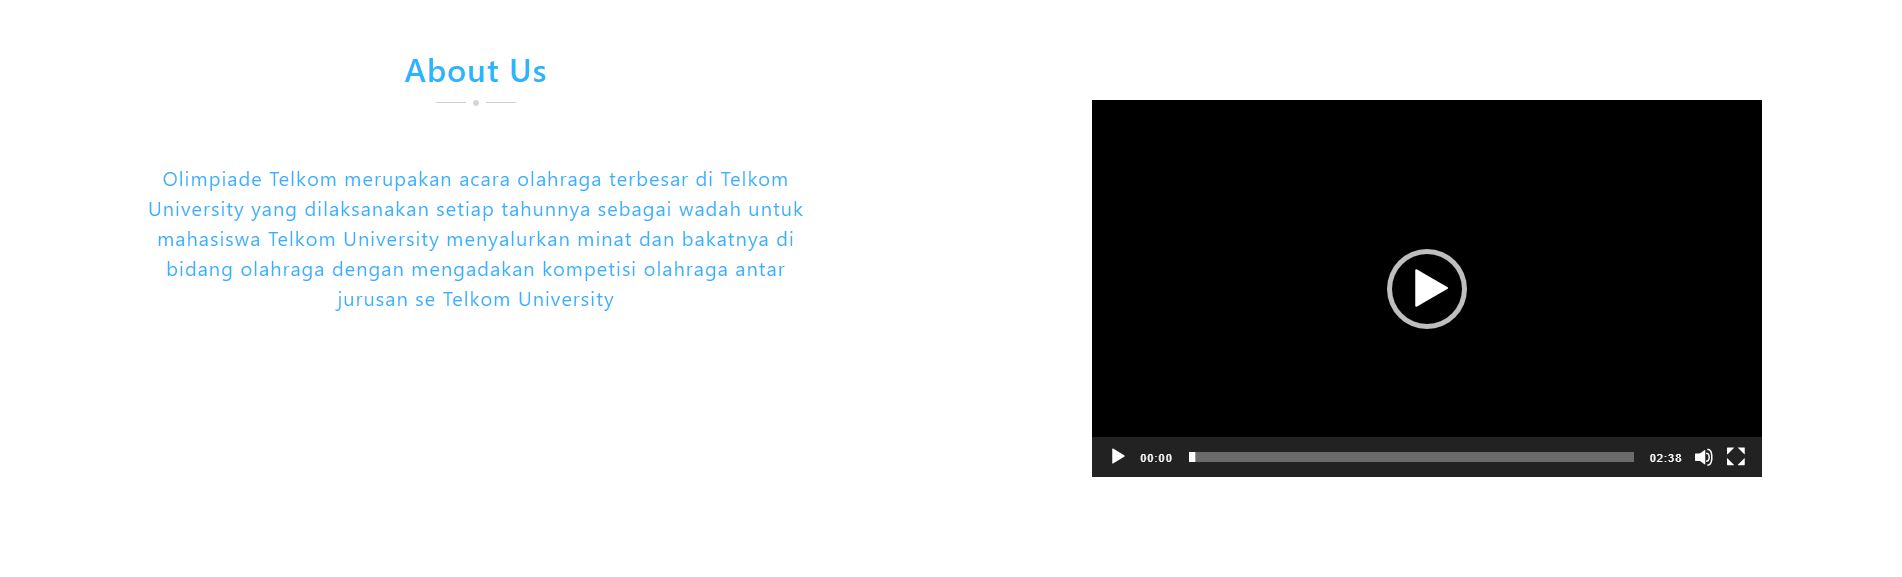 About Us
Olimpiade Telkom merupakan acara olahraga terbesar di Telkom
University yang dilaksanakan setiap tahunnya sebagai wadah untuk
mahasiswa Telkom University menyalurkan minat dan bakatnya di
bidang olahraga dengan mengadakan kompetisi olahraga antar
jurusan se Telkom University
00:00 02:38